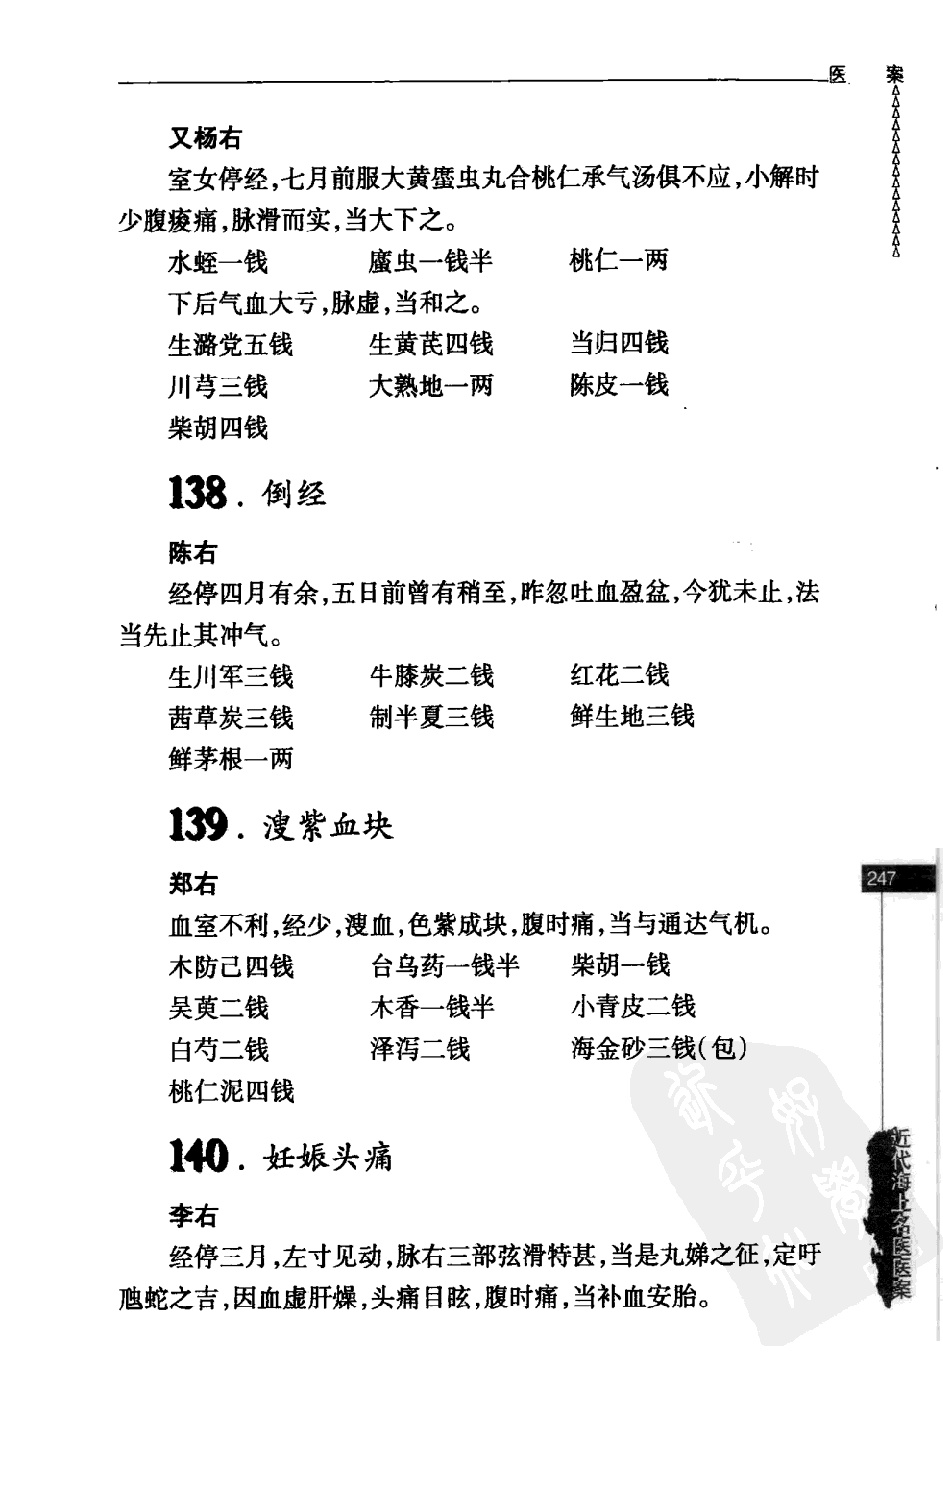 医 案
又杨右
室女停经,七月前服大黄䗪虫丸合桃仁承气汤俱不应,小解时
少腹痠痛,脉滑而实,当大下之。
水蛭一钱 䗪虫一钱半 桃仁一两
下后气血大亏,脉虚,当和之。
生潞党五钱 生黄芪四钱 当归四钱
川芎三钱 大熟地一两 陈皮一钱
柴胡四钱
138. 倒经
陈右
经停四月有余,五日前曾有稍至,昨忽吐血盈盆,今犹未止,法
当先止其冲气。
生川军三钱 牛膝炭二钱 红花二钱
茜草炭三钱 制半夏三钱 鲜生地三钱
鲜茅根一两
139. 溲紫血块
郑右
血室不利,经少,溲血,色紫成块,腹时痛,当与通达气机。
木防己四钱 台乌药一钱半 柴胡一钱
吴萸二钱 木香一钱半 小青皮二钱
白芍二钱 泽泻二钱 海金砂三钱(包)
桃仁泥四钱
140. 妊娠头痛
李右
经停三月,左寸见动,脉右三部弦滑特甚,当是丸娣之征,定吁
虺蛇之吉,因血虚肝燥,头痛目眩,腹时痛,当补血安胎。
247
近代海上名医医案